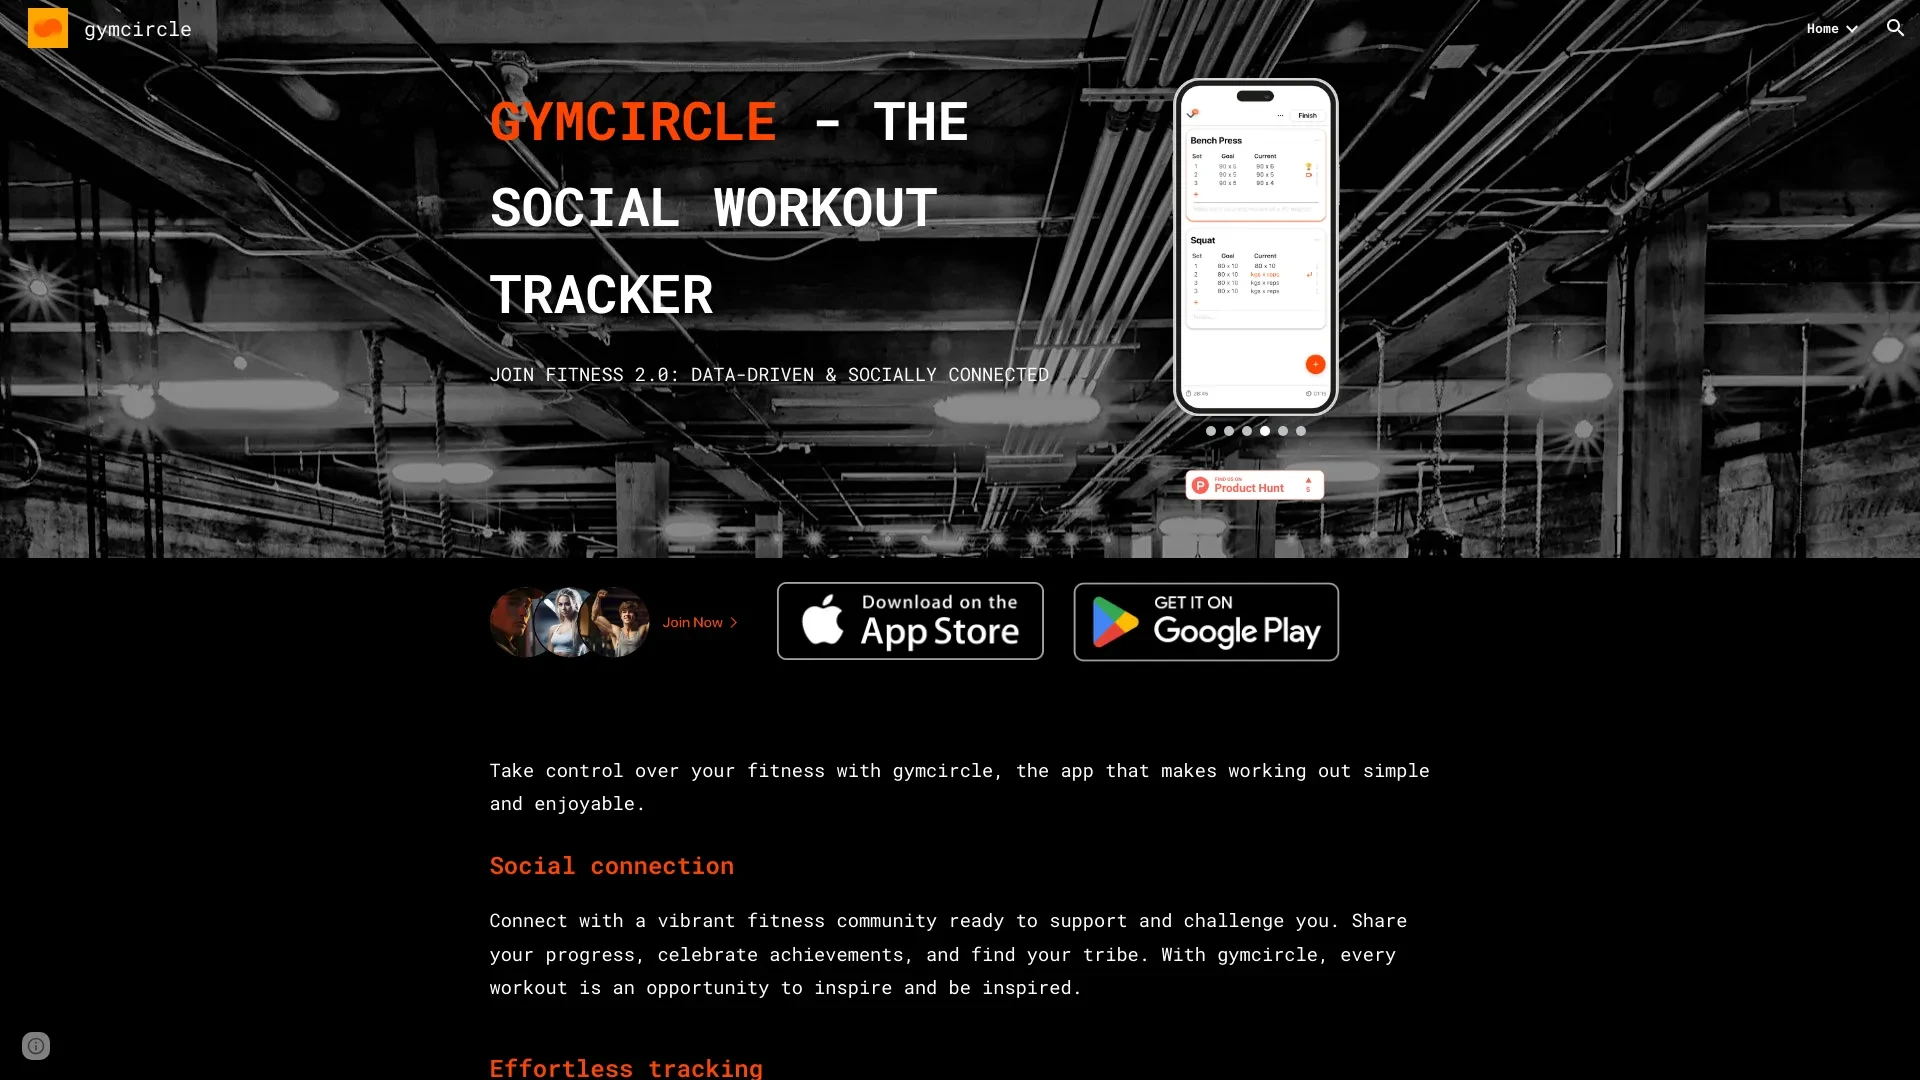 gymcircle
Home
GYMCIRCLE - THE
SOCIAL WORKOUT
TRACKER
JOIN FITNESS 2.0: DATA-DRIVEN & SOCIALLY CONNECTED
Finish
Bench Press
Set Goal Current
1 90 x 5 90 x 6
2 90 x 5 90 x 5
3 90 x 5 90 x 4
+
Squat
Set Goal Current
1 80 x 10 80 x 10
2 80 x 10 kgs x reps
3 80 x 10 kgs x reps
3 80 x 10 kgs x reps
+
+
FIND US ON
Product Hunt
5
Join Now
Download on the
App Store
GET IT ON
Google Play
Take control over your fitness with gymcircle, the app that makes working out simple
and enjoyable.
Social connection
Connect with a vibrant fitness community ready to support and challenge you. Share
your progress, celebrate achievements, and find your tribe. With gymcircle, every
workout is an opportunity to inspire and be inspired.
Effortless tracking